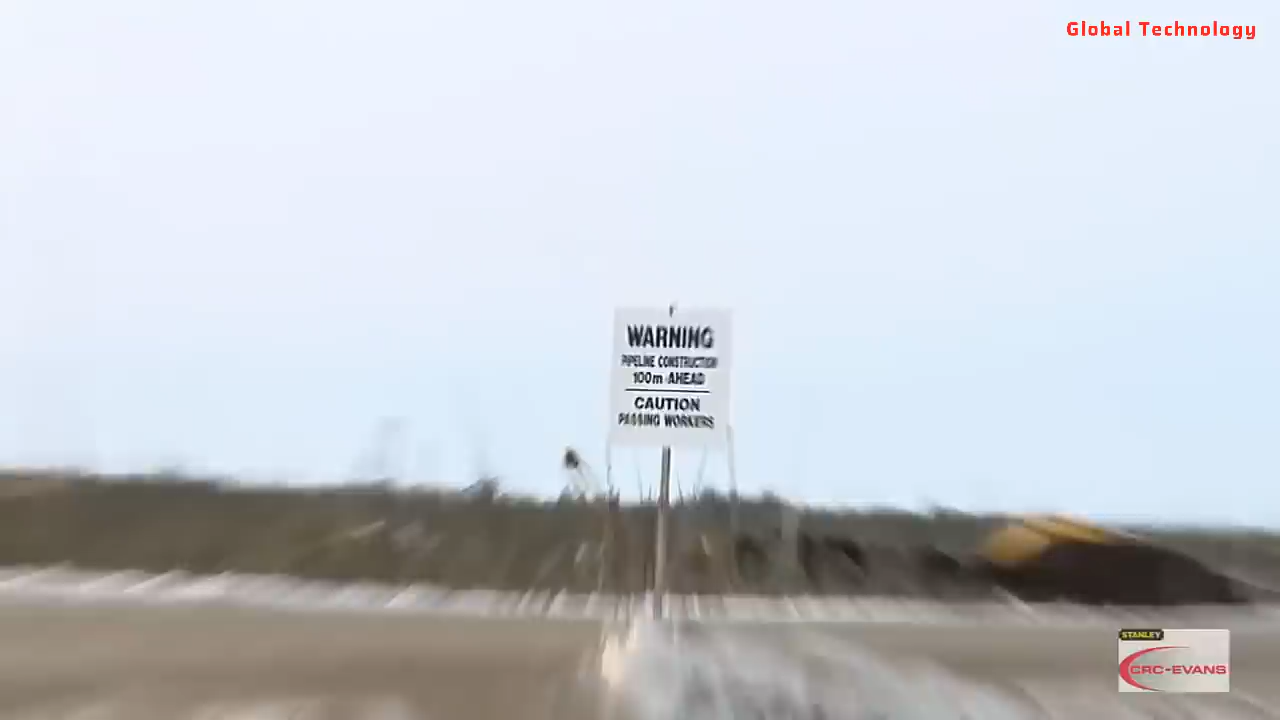 Global Technology
WARNING
PIPELINE CONSTRUCTION
100m AHEAD
CAUTION
PASSING WORKERS
STANLEY
CRC-EVANS